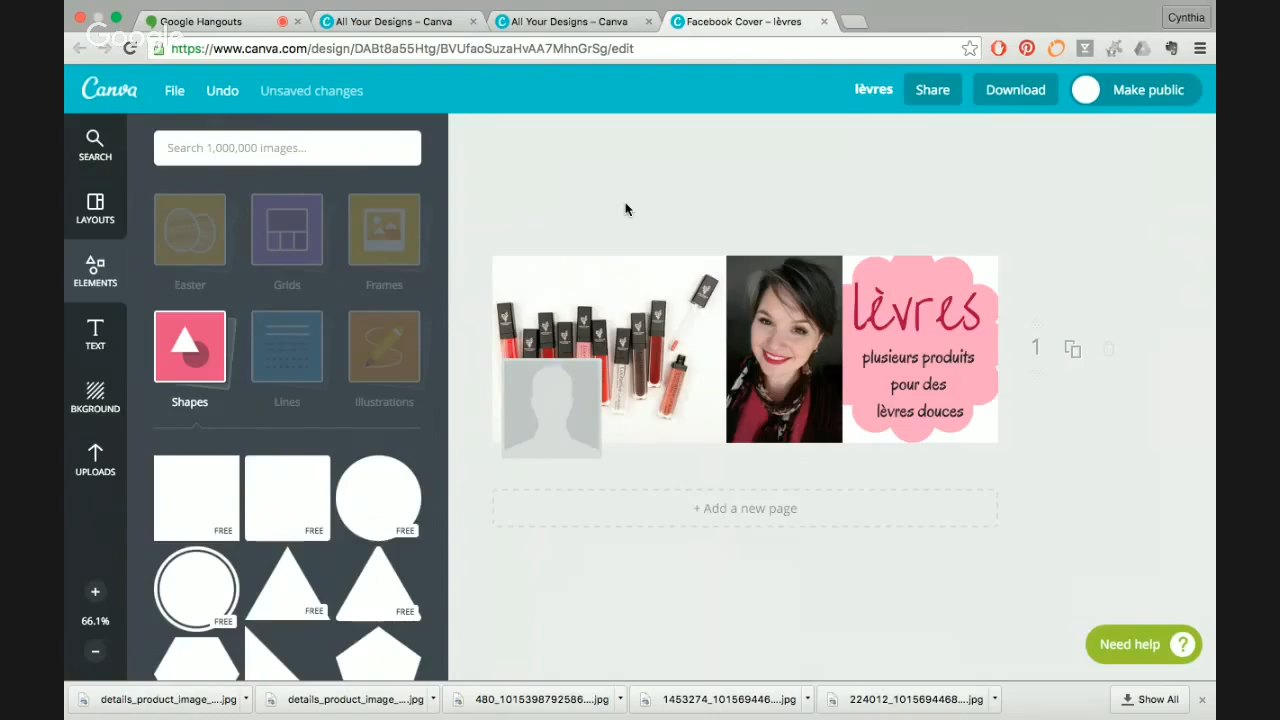 Google Hangouts
All Your Designes – Canva
All Your Designes – Canva
Facebook Cover – lèvres
Cynthia
Google
https://www.canva.com/design/DABt8a55Htg/BVUfaoSuzaHvAA7MhnGrSg/edit
Canva
File
Undo
Unsaved changes
lèvres
Share
Download
Make public
SEARCH
LAYOUTS
ELEMENTS
TEXT
BKGROUND
UPLOADS
66.1%
Search 1,000,000 images...
Easter
Grids
Frames
Shapes
Lines
Illustrations
FREE
FREE
FREE
FREE
FREE
FREE
lèvres
plusieurs produits
pour des
lèvres douces
1
+ Add a new page
Need help ?
details_product_image_....jpg
details_product_image_....jpg
480_1015398792586....jpg
1453274_101569446....jpg
224012_1015694468....jpg
Show All